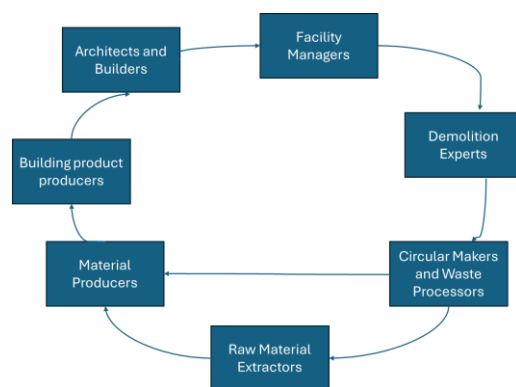 Facility
Managers
Architects and
Builders
Demolition
Experts
Building product
producers
Circular Makers
and Waste
Processors
Material
Producers
Raw Material
Extractors